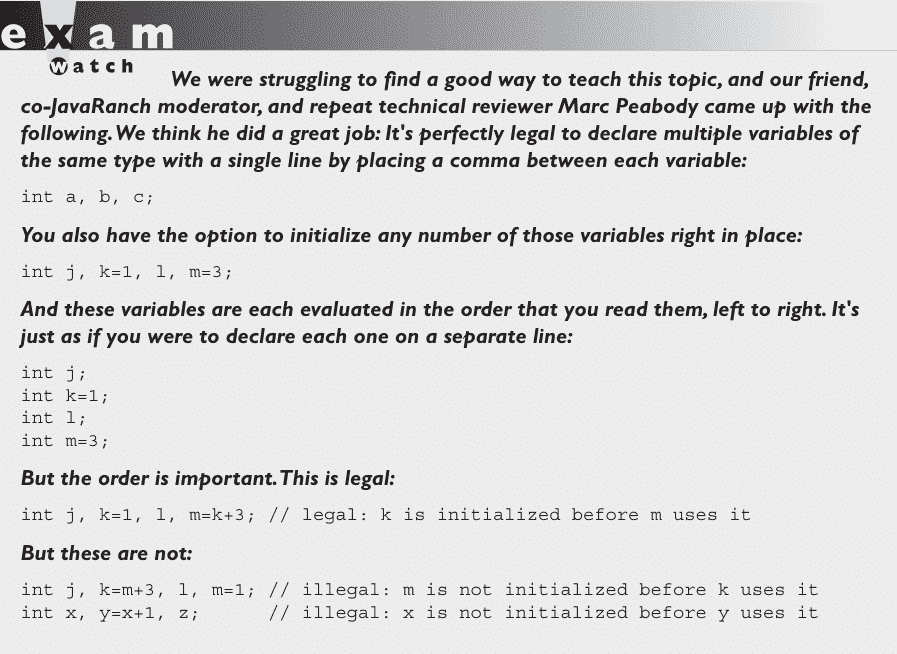 exam
watch
We were struggling to find a good way to teach this topic, and our friend,
co-JavaRanch moderator, and repeat technical reviewer Marc Peabody came up with the
following. We think he did a great job: It's perfectly legal to declare multiple variables of
the same type with a single line by placing a comma between each variable:
int a, b, c;
You also have the option to initialize any number of those variables right in place:
int j, k=1, l, m=3;
And these variables are each evaluated in the order that you read them, left to right. It's
just as if you were to declare each one on a separate line:
int j;
int k=1;
int l;
int m=3;
But the order is important. This is legal:
int j, k=1, l, m=k+3; // legal: k is initialized before m uses it
But these are not:
int j, k=m+3, l, m=1; // illegal: m is not initialized before k uses it
int x, y=x+1, z;      // illegal: x is not initialized before y uses it